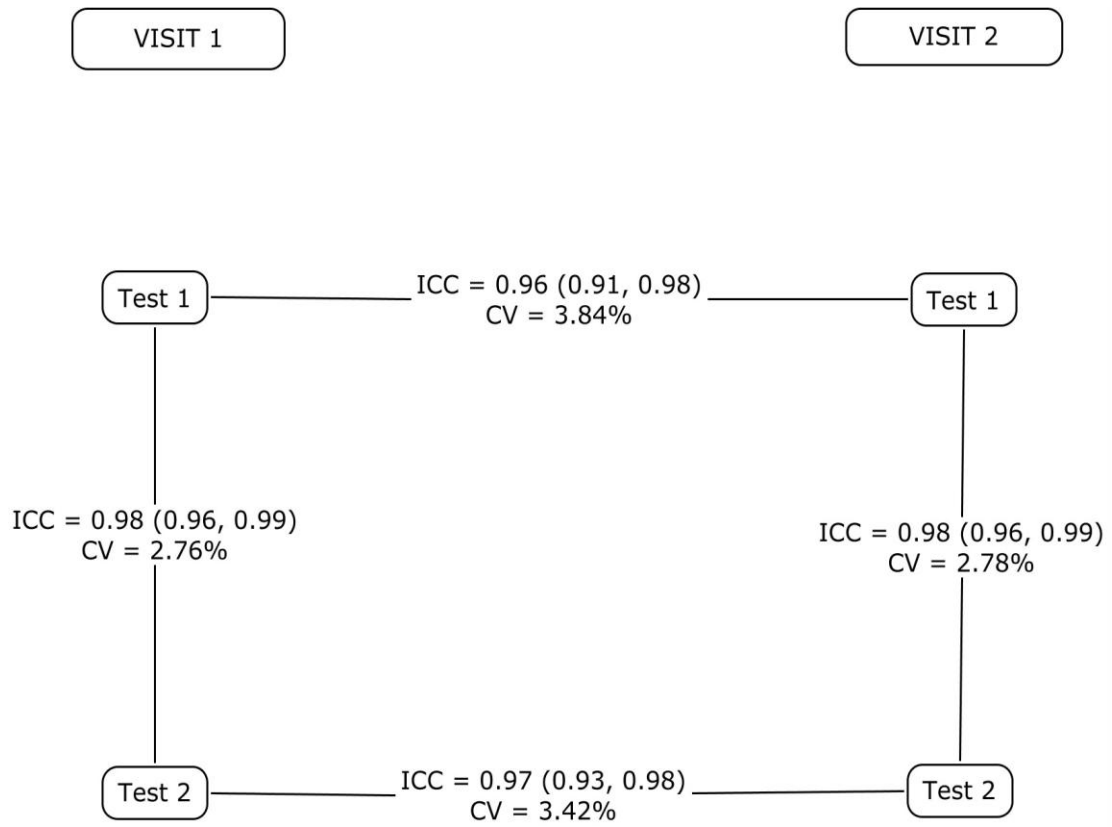 VISIT 1
VISIT 2
Test 1
ICC = 0.96 (0.91, 0.98)
CV = 3.84%
Test 1
ICC = 0.98 (0.96, 0.99)
CV = 2.76%
ICC = 0.98 (0.96, 0.99)
CV = 2.78%
Test 2
ICC = 0.97 (0.93, 0.98)
CV = 3.42%
Test 2